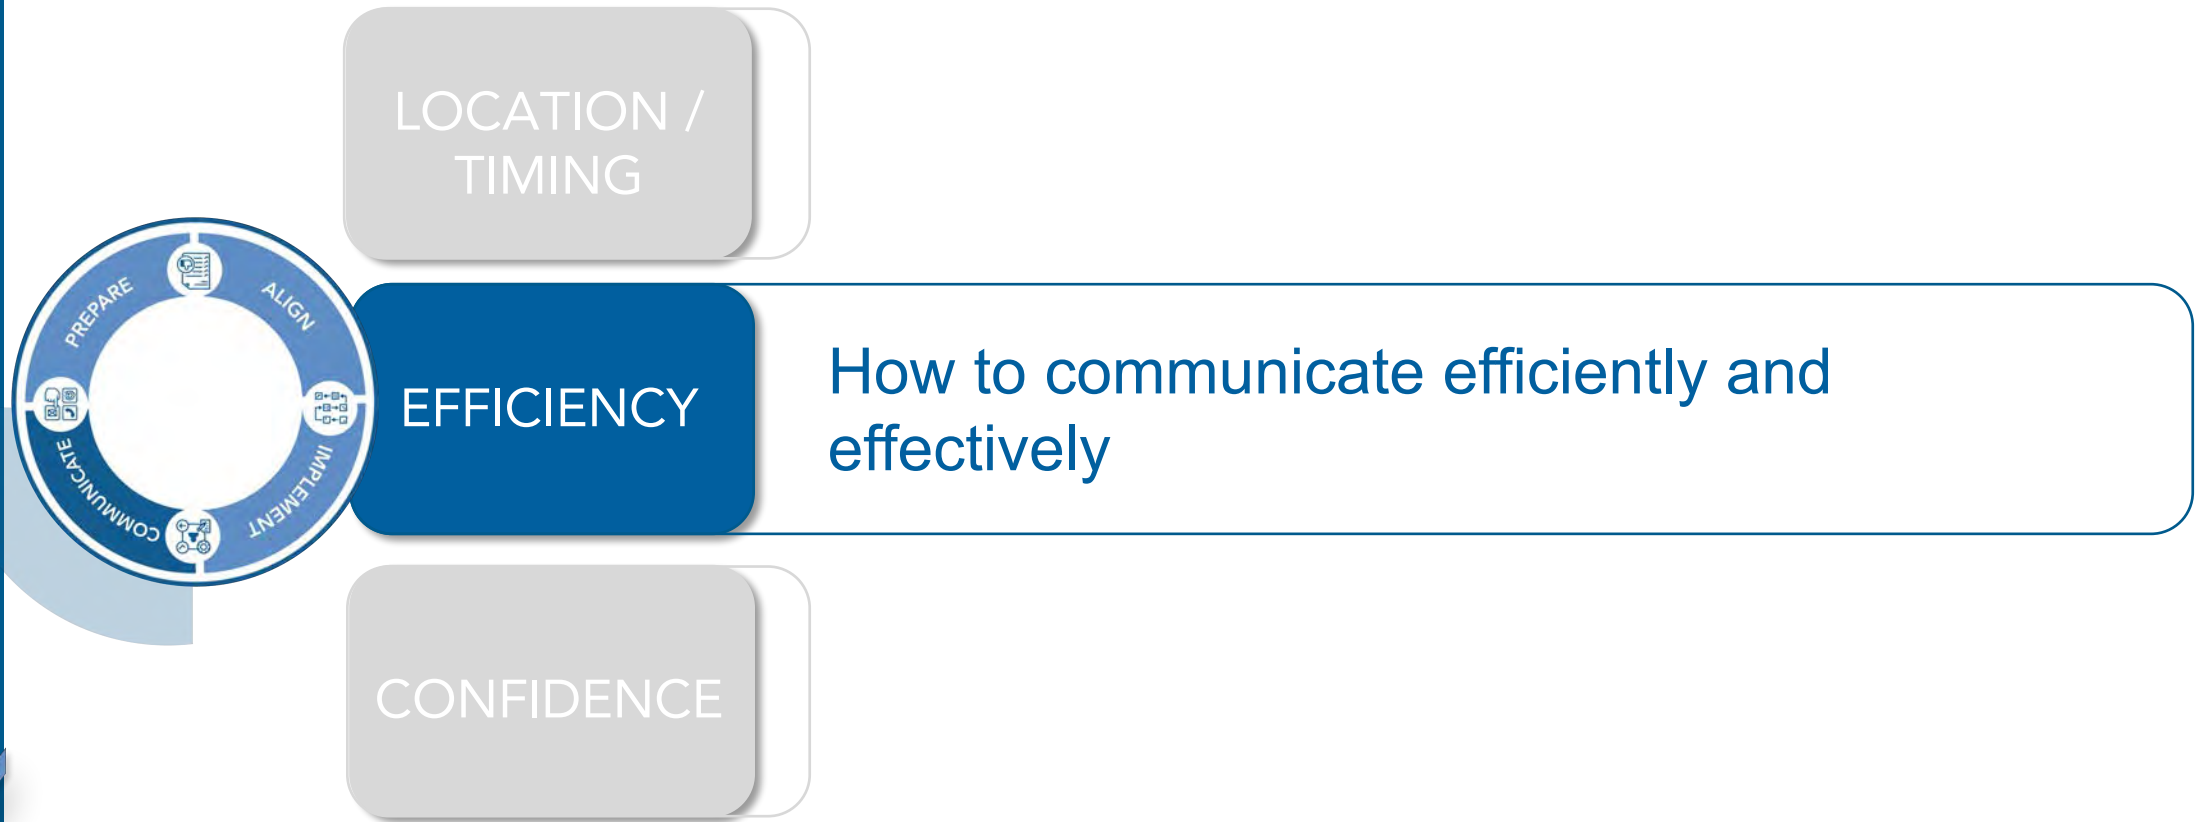 LOCATION /
TIMING
PREPARE
ALIGN
EFFICIENCY
How to communicate efficiently and
effectively
COMMUNICATE
IMPLEMENT
CONFIDENCE